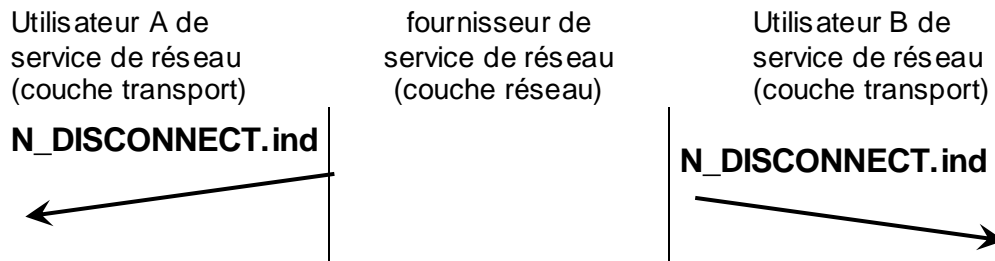 Utilisateur A de
service de réseau
(couche transport)
fournisseur de
service de réseau
(couche réseau)
Utilisateur B de
service de réseau
(couche transport)
N_DISCONNECT.ind
N_DISCONNECT.ind